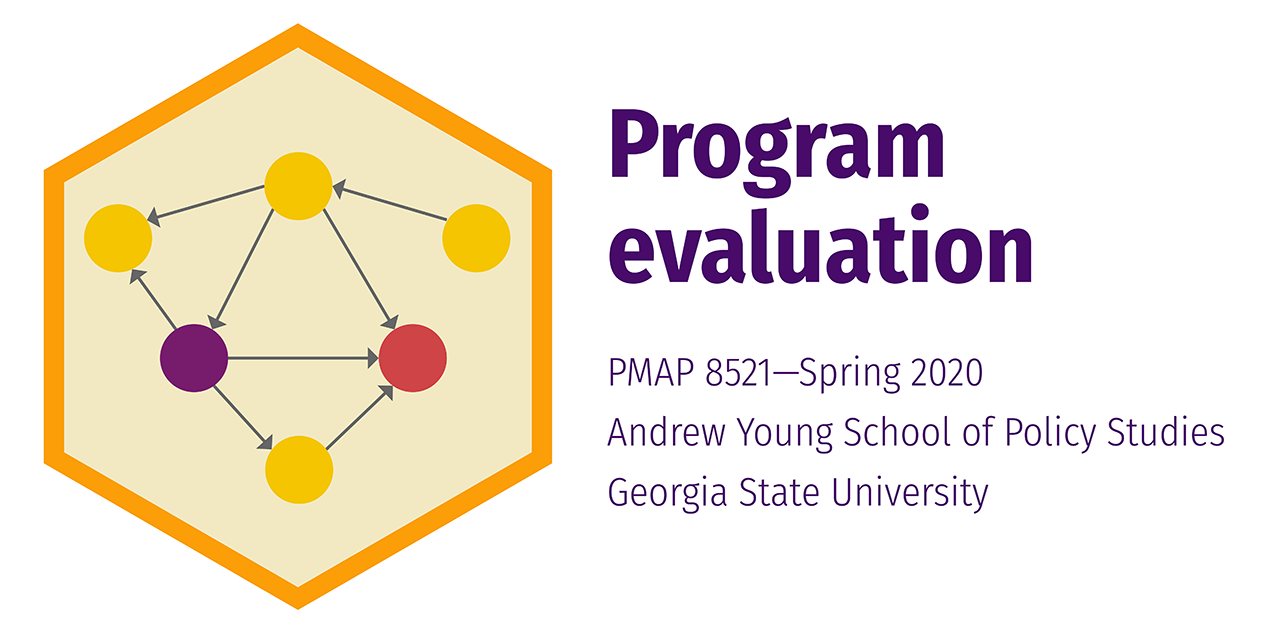 Program
evaluation
PMAP 8521—Spring 2020
Andrew Young School of Policy Studies
Georgia State University